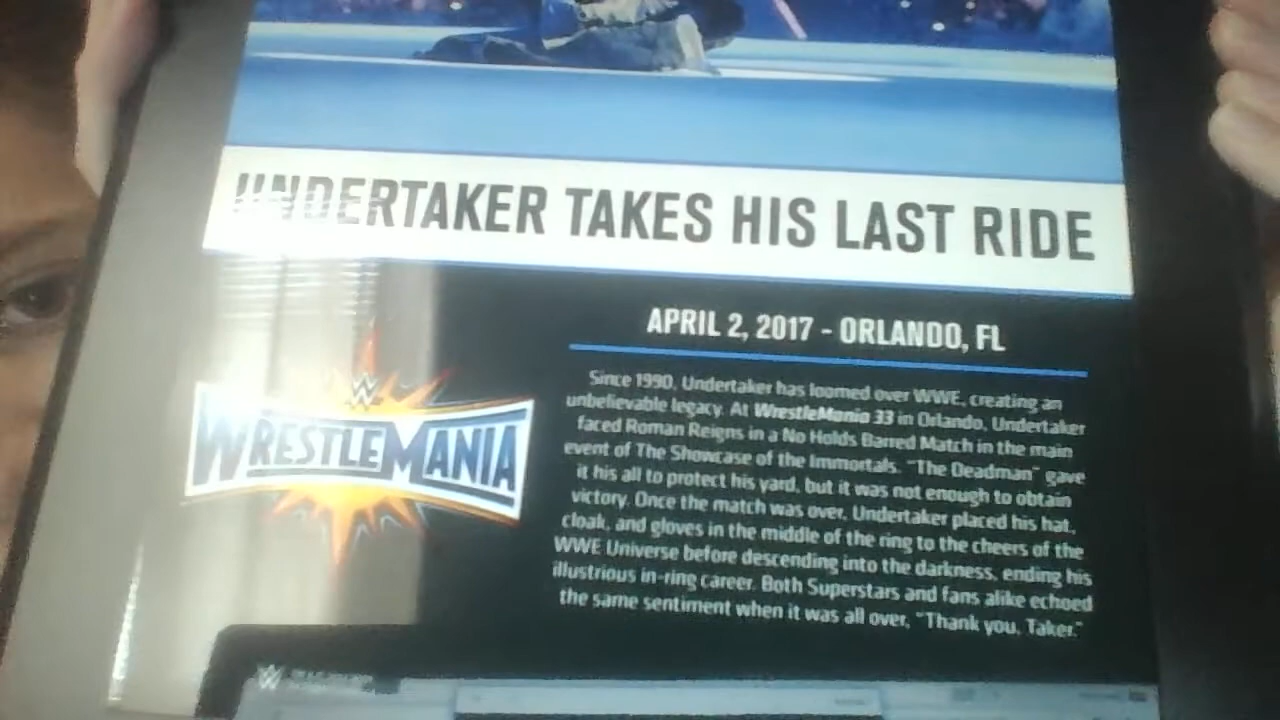 UNDERTAKER TAKES HIS LAST RIDE
APRIL 2, 2017 - ORLANDO, FL
W
WRESTLEMANIA
Since 1990, Undertaker has loomed over WWE, creating an
unbelievable legacy. At WrestleMania 33 in Orlando, Undertaker
faced Roman Reigns in a No Holds Barred Match in the main
event of The Showcase of the Immortals. "The Deadman" gave
it his all to protect his yard, but it was not enough to obtain
victory. Once the match was over, Undertaker placed his hat,
cloak, and gloves in the middle of the ring to the cheers of the
WWE Universe before descending into the darkness, ending his
illustrious in-ring career. Both Superstars and fans alike echoed
the same sentiment when it was all over, "Thank you, Taker."
W